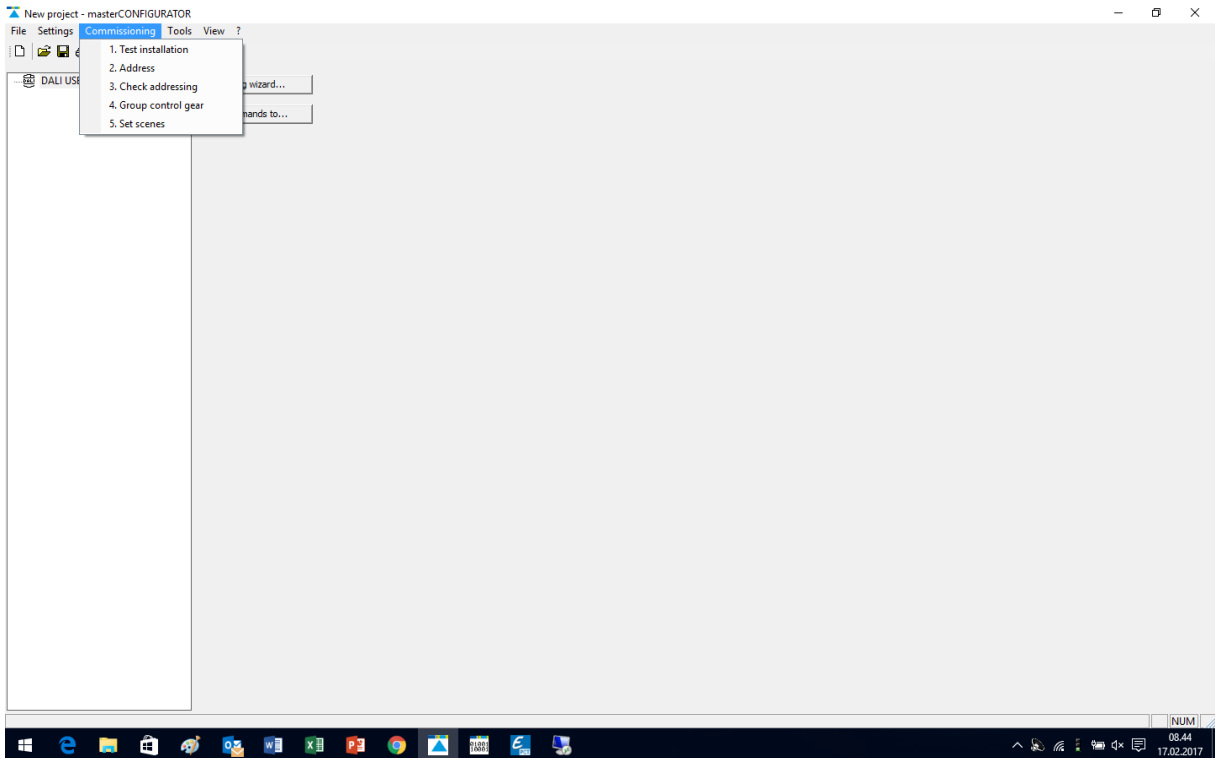 New project - masterCONFIGURATOR
File Settings Commissioning Tools View ?
1. Test installation
2. Address
3. Check addressing
4. Group control gear
5. Set scenes
DALI USB
wizard...
mands to...
NUM
08.44
17.02.2017